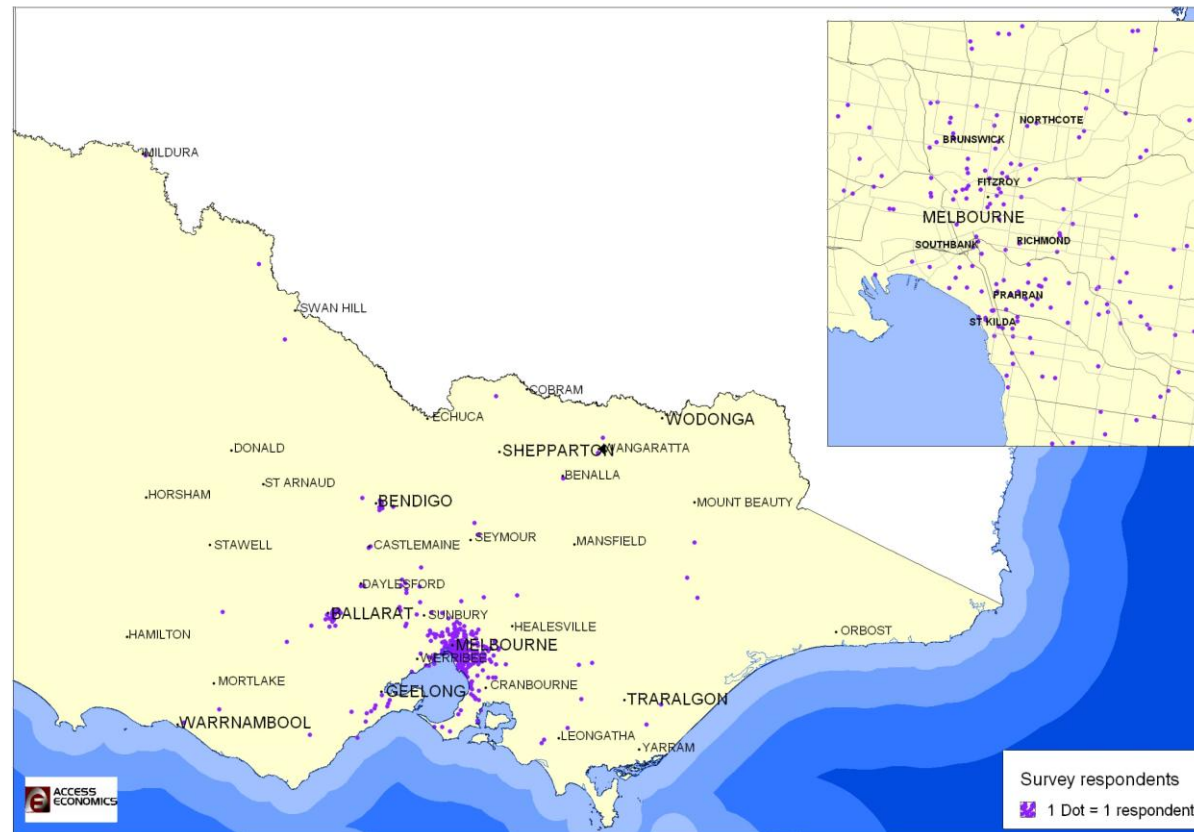 MILDURA
SWAN HILL
COBRAM
ECHUCA
WODONGA
DONALD
SHEPPARTON
WANGARATTA
BENALLA
ST ARNAUD
HORSHAM
BENDIGO
MOUNT BEAUTY
STAWELL
CASTLEMAINE
SEYMOUR
MANSFIELD
DAYLESFORD
BALLARAT
SUNBURY
HEALESVILLE
ORBOST
HAMILTON
MELBOURNE
WERRIBEE
MORTLAKE
GEELONG
CRANBOURNE
TRARALGON
WARRNAMBOOL
LEONGATHA
YARRAM
NORTHCOTE
BRUNSWICK
FITZROY
MELBOURNE
SOUTHBANK
RICHMOND
PRAHRAN
ST KILDA
Survey respondents
1 Dot = 1 respondent
e
ACCESS
ECONOMICS